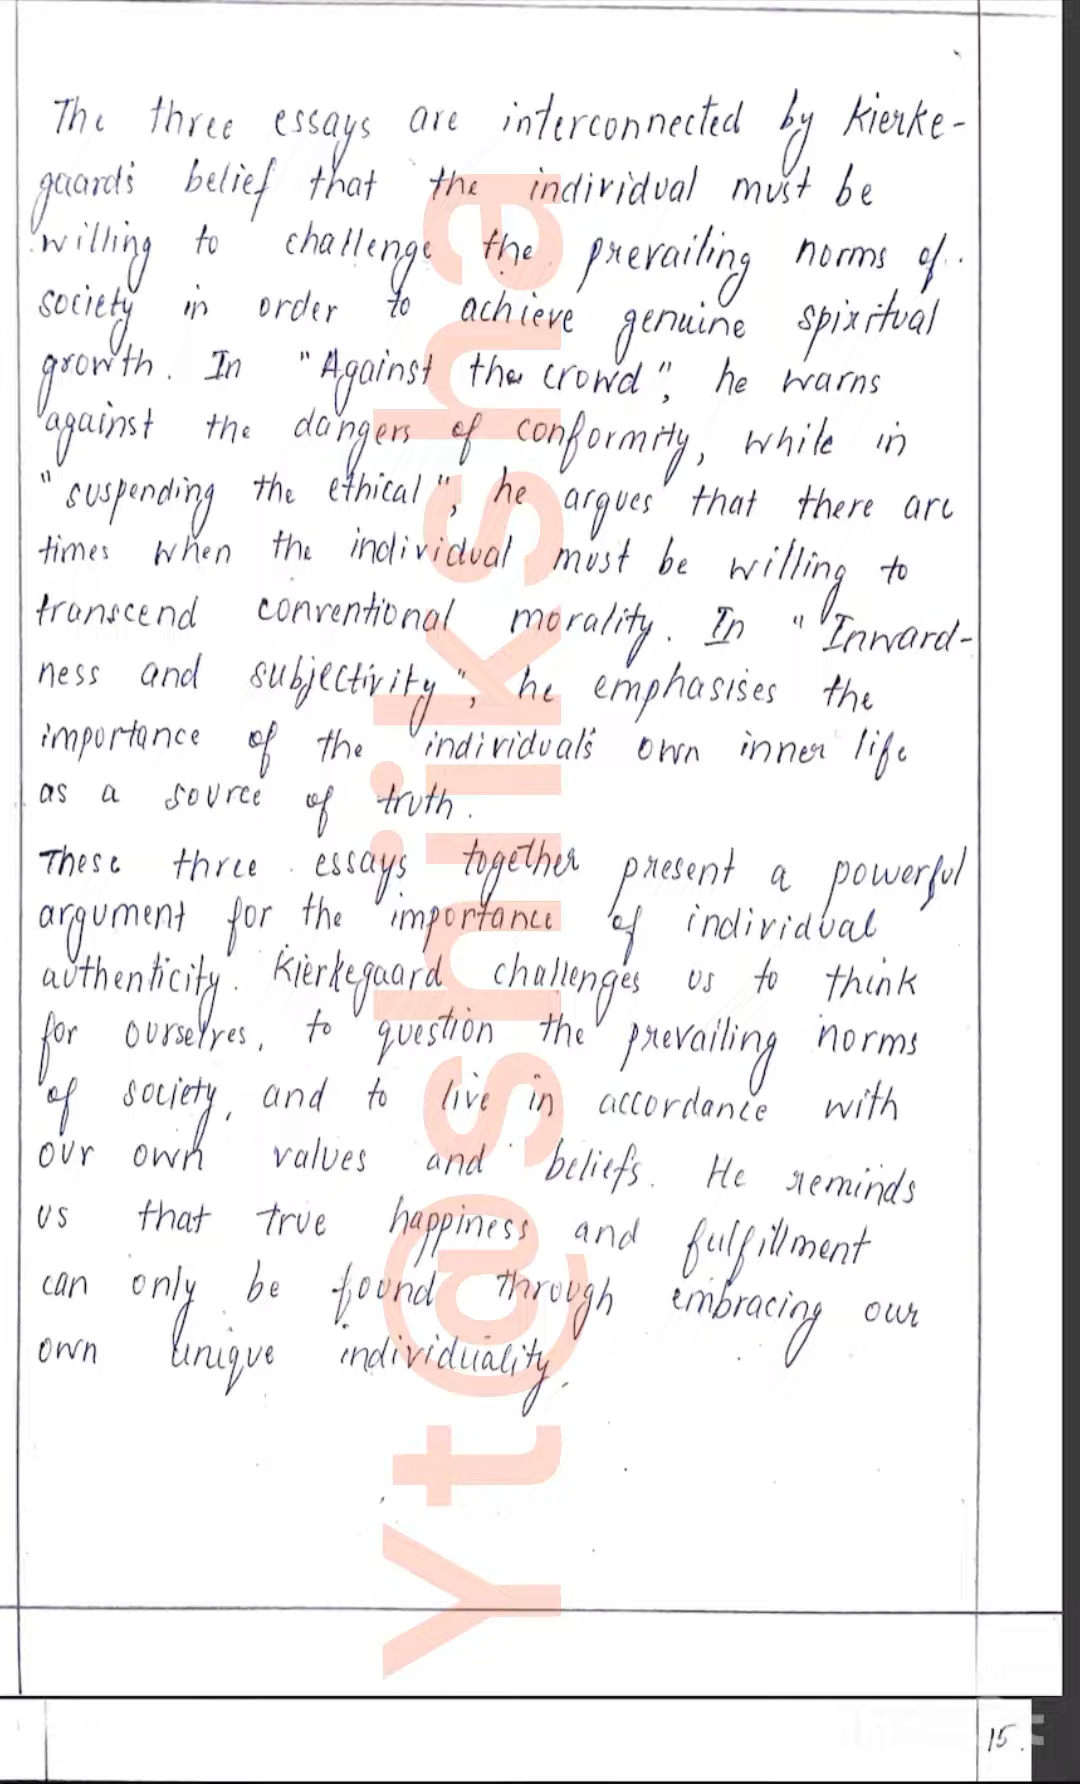 The three essays are interconnected by Kierke-
gaard's belief that the individual must be
willing to challenge the prevailing norms of
society in order to achieve genuine spiritual
growth. In "Against the crowd", he warns
against the dangers of conformity, while in
"suspending the ethical", he argues that there are
times when the individual must be willing to
transcend conventional morality. In "Inward-
ness and subjectivity", he emphasises the
importance of the individual's own inner life
as a source of truth.
These three essays together present a powerful
argument for the importance of individual
authenticity. Kierkegaard challenges us to think
for ourselves, to question the prevailing norms
of society, and to live in accordance with
our own values and beliefs. He reminds
us that true happiness and fulfillment
can only be found through embracing our
own unique individuality.
Yt@shiiksha
15.